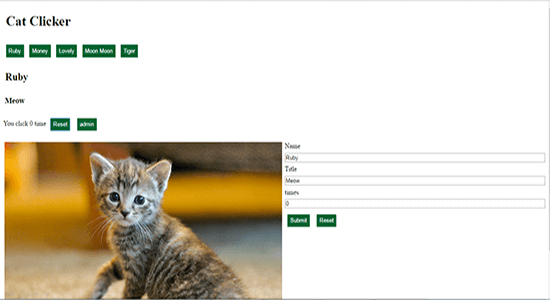 Cat Clicker
Ruby Money Lovely Moon Moon Tiger
Ruby
Meow
You click 0 time Reset admin
Name
Ruby
Title
Meow
times
0
Submit Reset